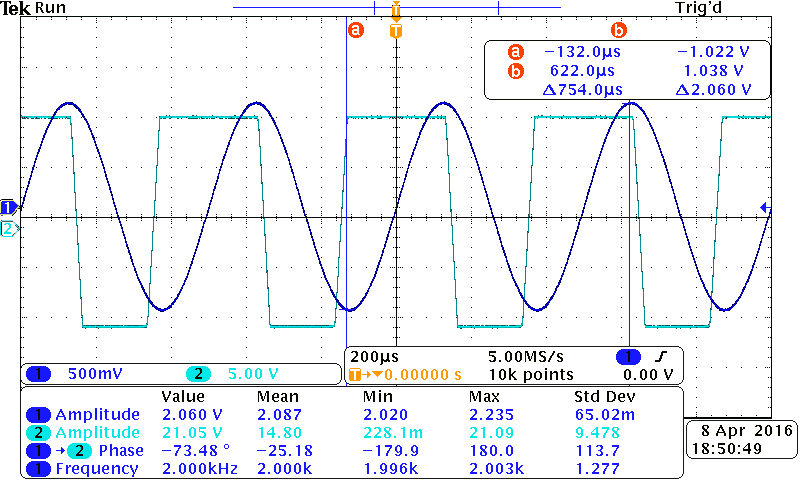 Tek Run Trig'd
T
a T b
a −132.0µs −1.022 V
b 622.0µs 1.038 V
Δ754.0µs Δ2.060 V
1
2
1 500mV 2 5.00 V
200µs 5.00MS/s 1
T→▼0.00000 s 10k points 0.00 V
Value Mean Min Max Std Dev
1 Amplitude 2.060 V 2.087 2.020 2.235 65.02m
2 Amplitude 21.05 V 14.80 228.1m 21.09 9.478
1 → 2 Phase −73.48 ° −25.18 −179.9 180.0 113.7
1 Frequency 2.000kHz 2.000k 1.996k 2.003k 1.277
8 Apr 2016
18:50:49